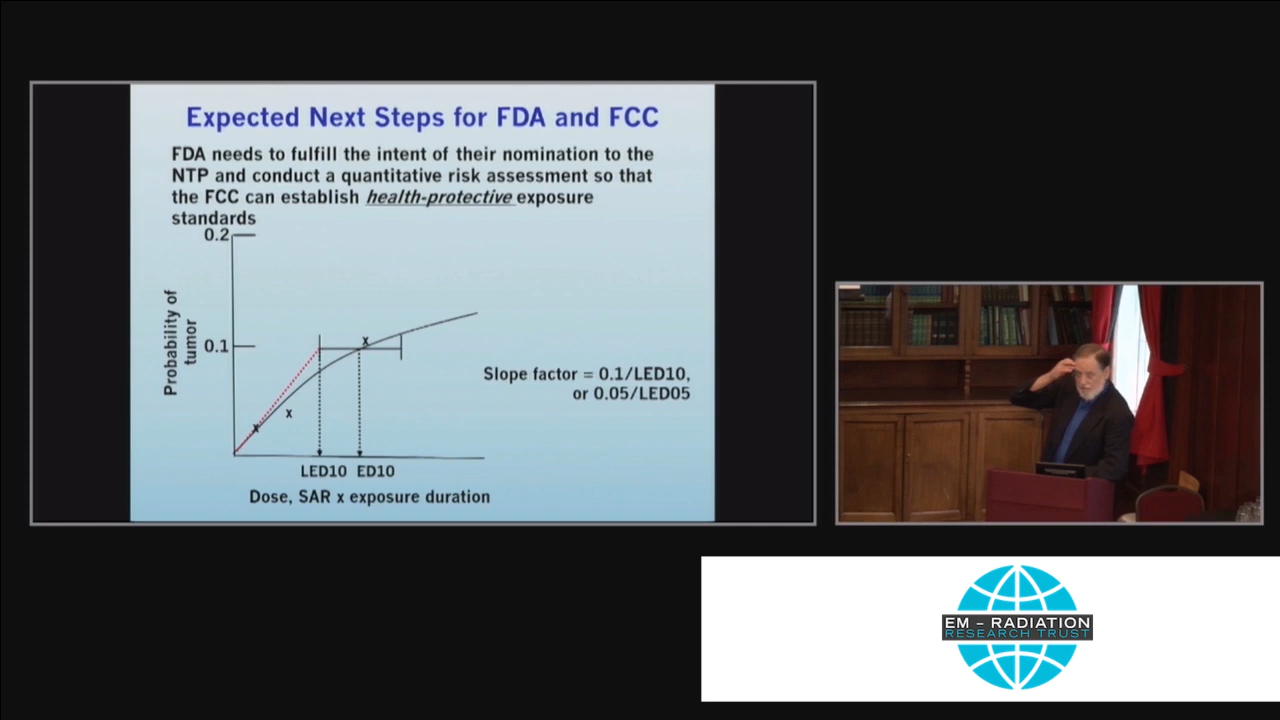 Expected Next Steps for FDA and FCC
FDA needs to fulfill the intent of their nomination to the
NTP and conduct a quantitative risk assessment so that
the FCC can establish health-protective exposure
standards
0.2
Probability of
tumor
0.1
x
x
x
Slope factor = 0.1/LED10,
or 0.05/LED05
LED10 ED10
Dose, SAR x exposure duration
EM – RADIATION
RESEARCH TRUST